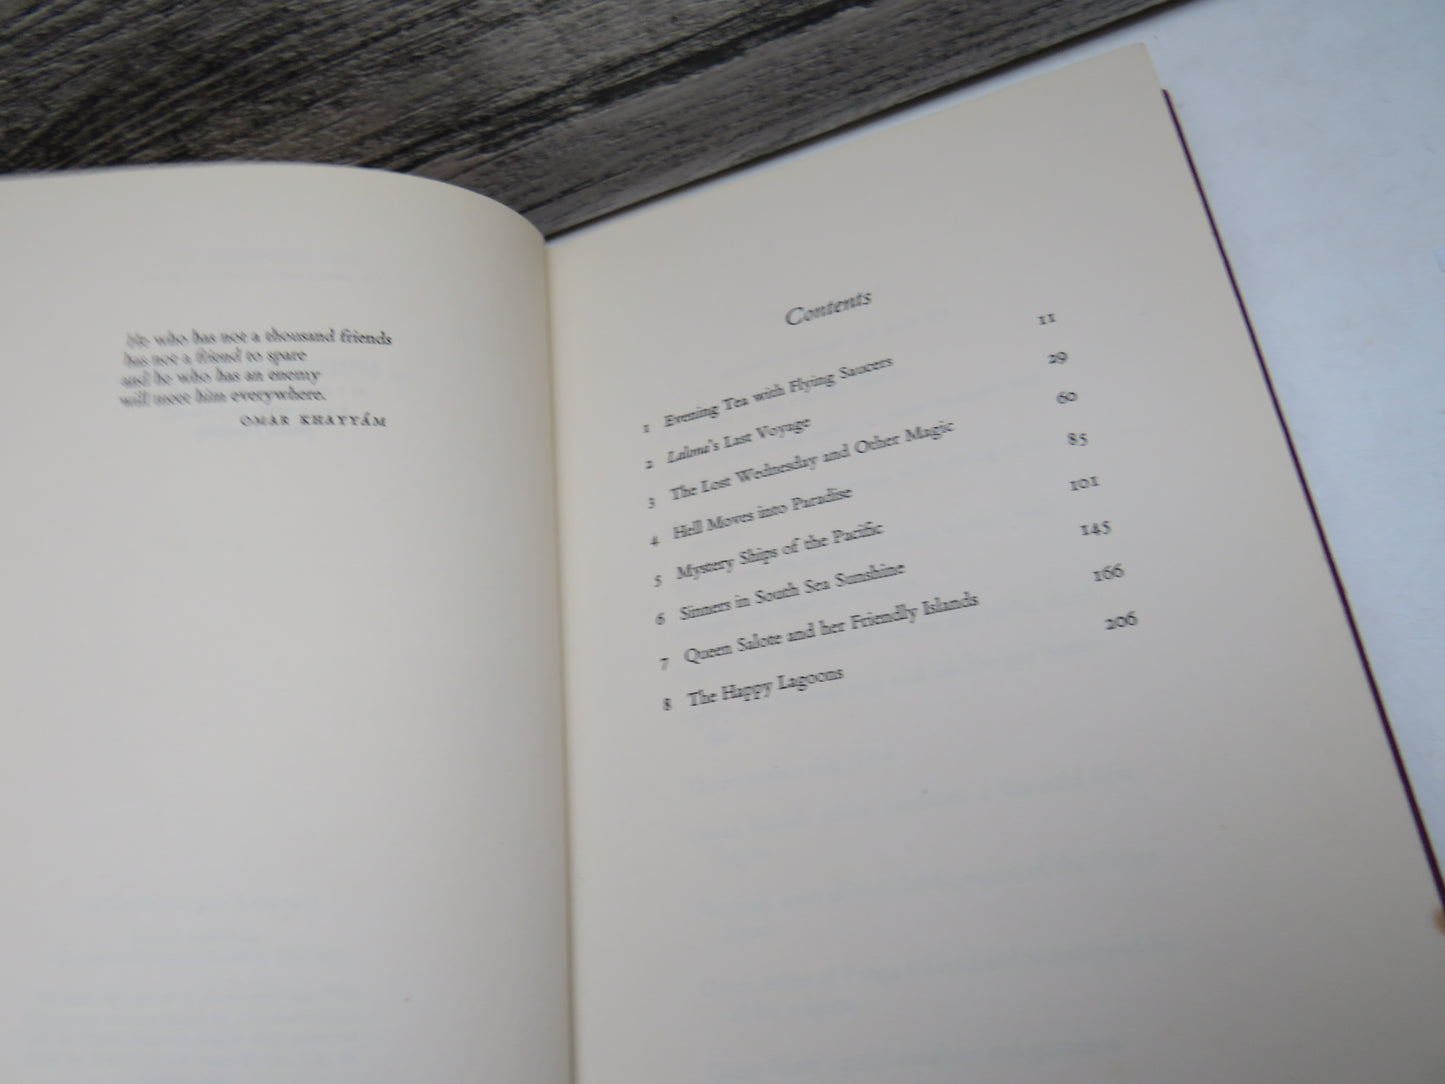 He who has not a thousand friends
has not a friend to spare
and he who has an enemy
will meet him everywhere.
OMAR KHAYYÁM
Contents
1 Evening Tea with Flying Saucers 11
2 Lalona's Last Voyage 29
3 The Lost Wednesday and Other Magic 60
4 Hell Moves into Paradise 85
5 Mystery Ships of the Pacific 101
6 Sinners in South Sea Sunshine 145
7 Queen Salote and her Friendly Islands 166
8 The Happy Lagoons 206